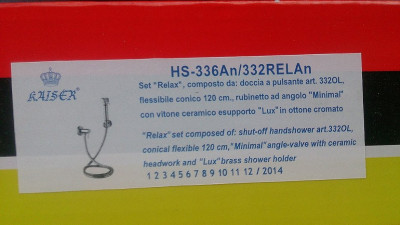 KAISER®
HS-336An/332RELAn
Set "Relax", composto da: doccia a pulsante art. 332OL,
flessibile conico 120 cm., rubinetto ad angolo "Minimal"
con vitone ceramico esupporto "Lux" in ottone cromato
"Relax" set composed of: shut-off handshower art.332OL,
conical flexible 120 cm, "Minimal" angle-valve with ceramic
headwork and "Lux" brass shower holder
1 2 3 4 5 6 7 8 9 10 11 12 / 2014